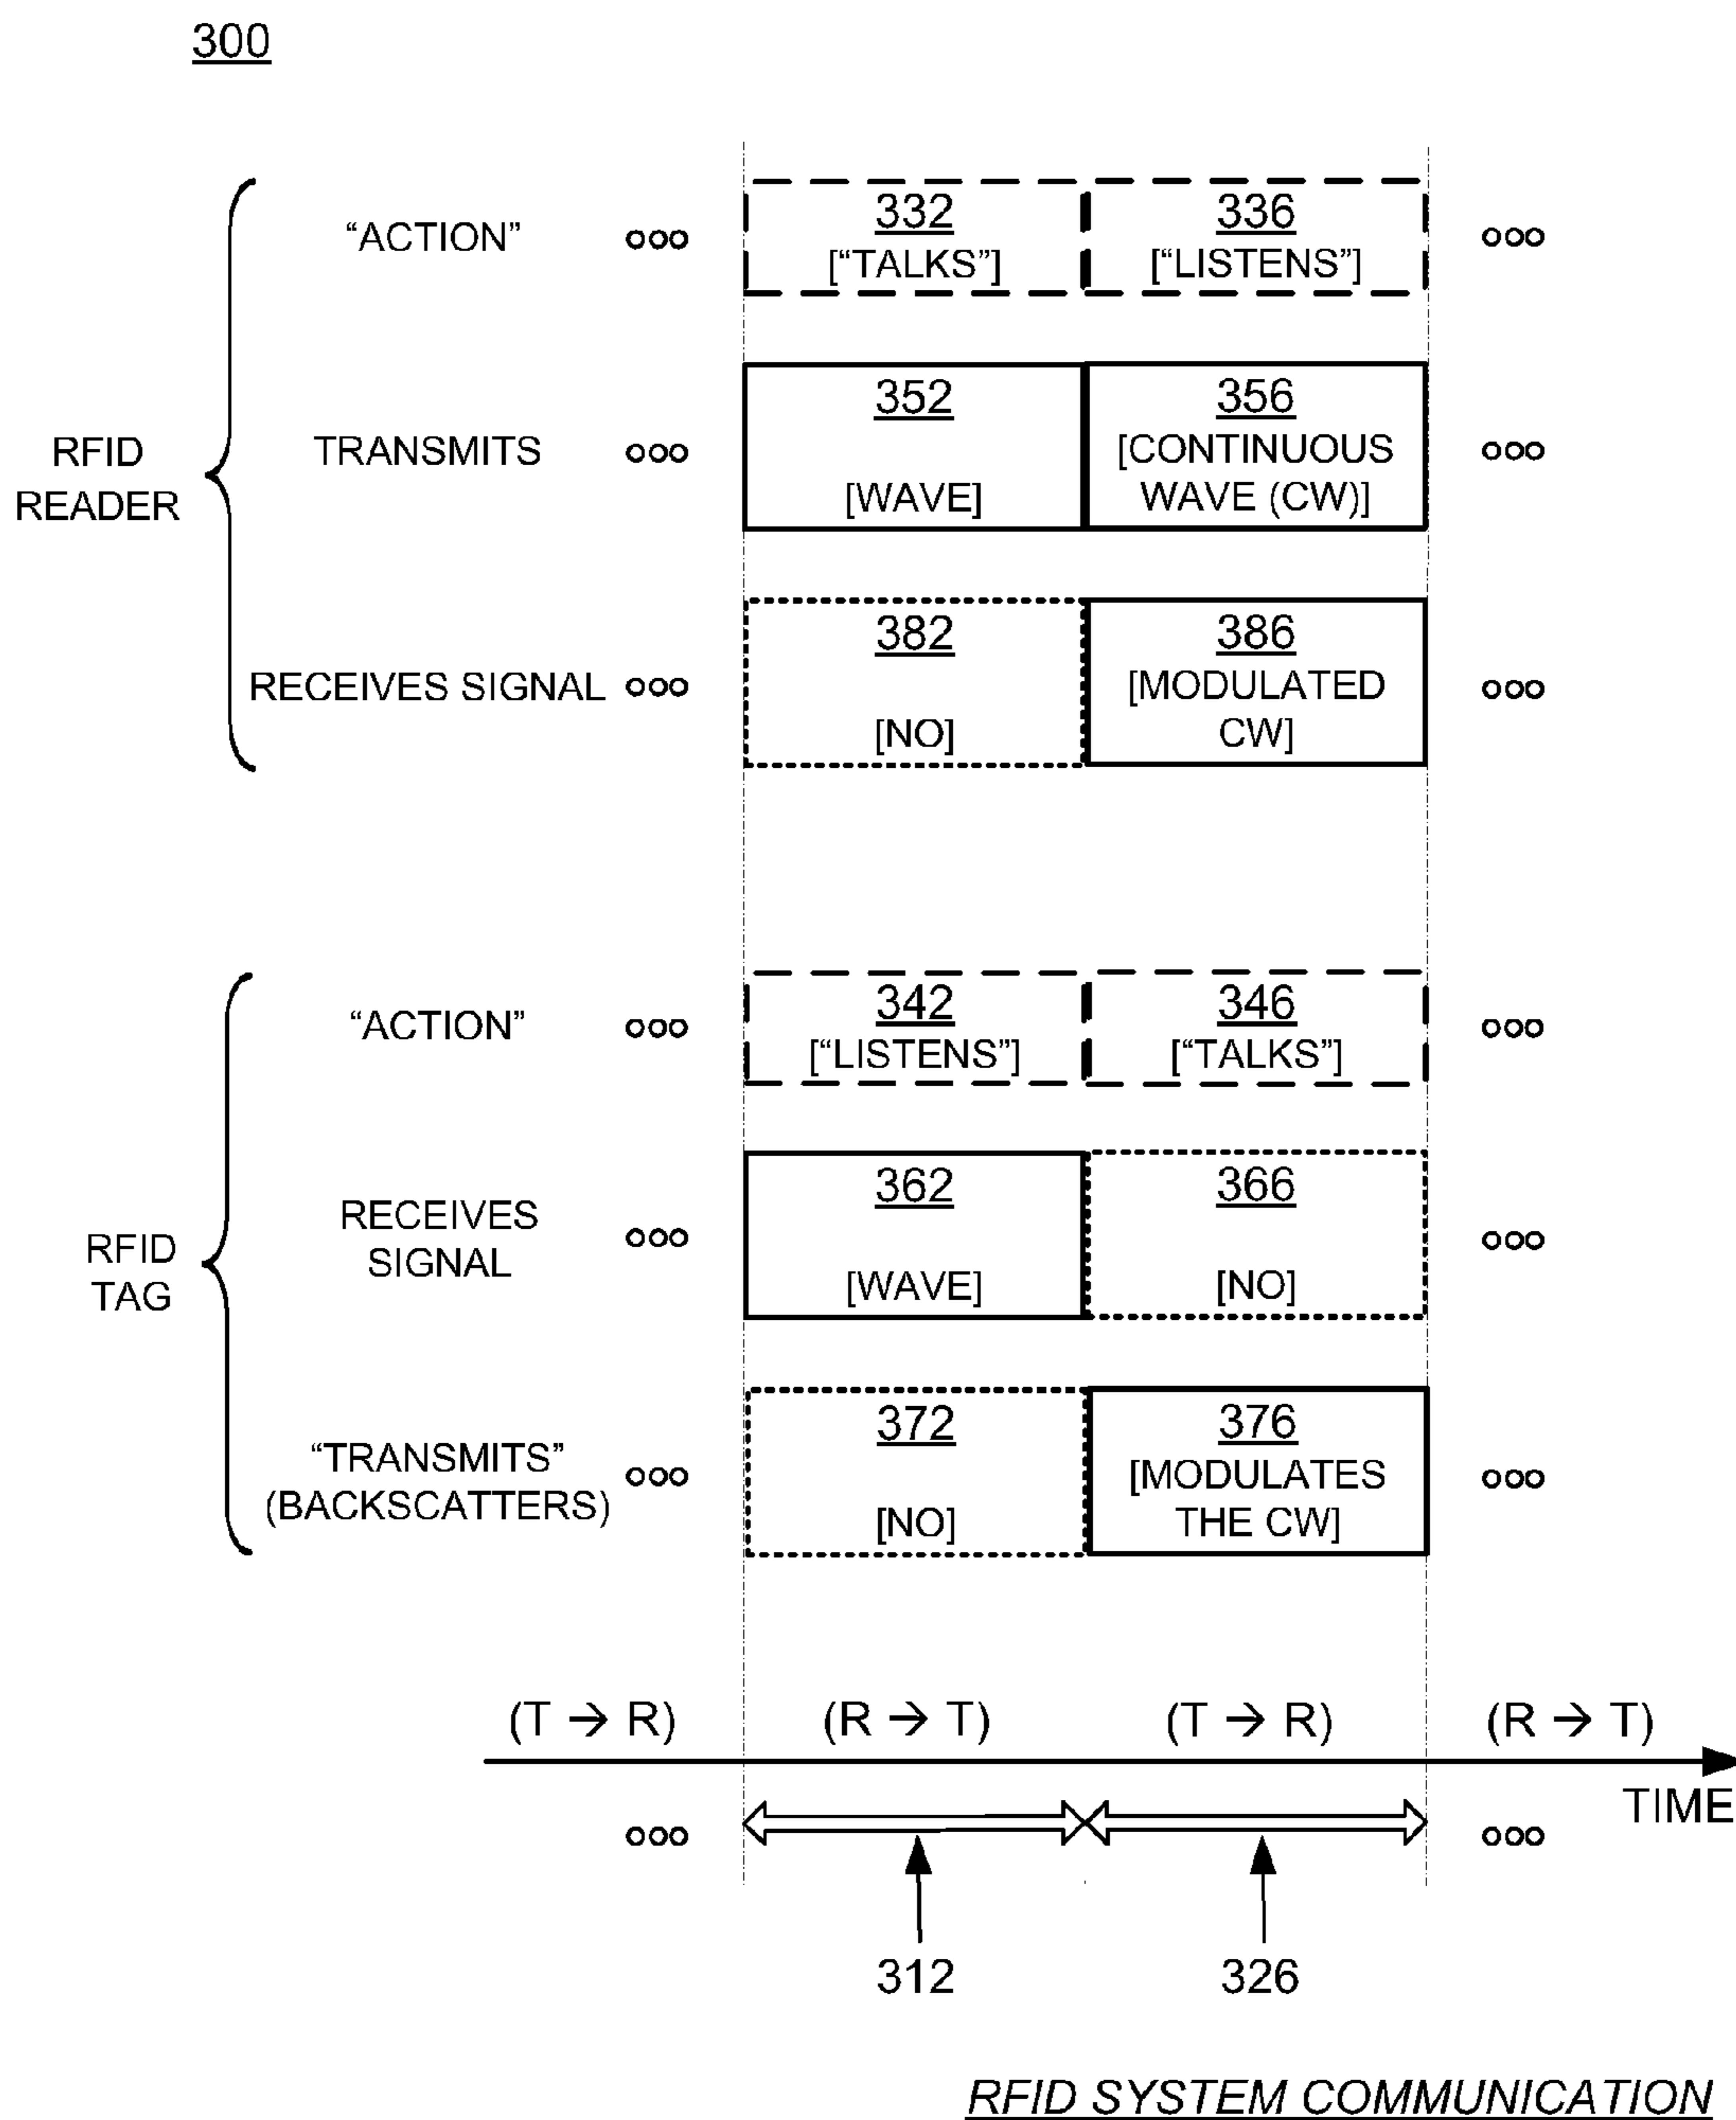 300
“ACTION”
332
[“TALKS”]
336
[“LISTENS”]
RFID
READER
TRANSMITS
352
[WAVE]
356
[CONTINUOUS
WAVE (CW)]
RECEIVES SIGNAL
382
[NO]
386
[MODULATED
CW]
“ACTION”
342
[“LISTENS”]
346
[“TALKS”]
RFID
TAG
RECEIVES
SIGNAL
362
[WAVE]
366
[NO]
“TRANSMITS”
(BACKSCATTERS)
372
[NO]
376
[MODULATES
THE CW]
(T → R) (R → T) (T → R) (R → T)
TIME
312 326
RFID SYSTEM COMMUNICATION